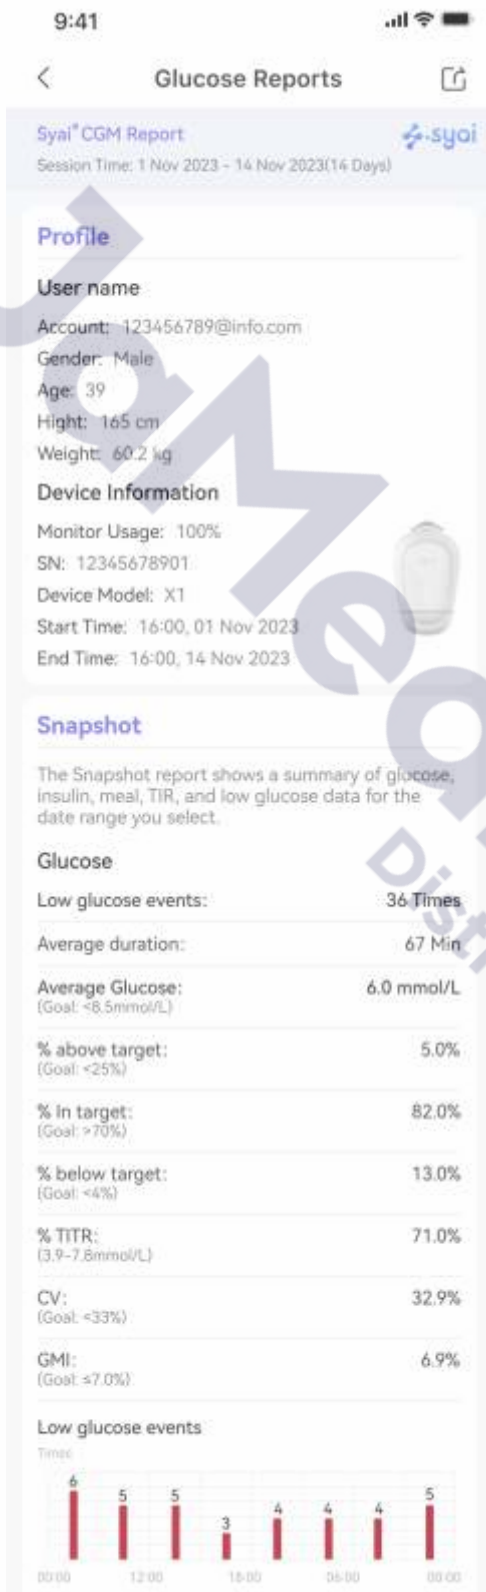 9:41
Glucose Reports
Syai® CGM Report
syai
Session Time: 1 Nov 2023 - 14 Nov 2023(14 Days)
Profile
User name
Account: 123456789@info.com
Gender: Male
Age: 39
Hight: 165 cm
Weight: 60.2 kg
Device Information
Monitor Usage: 100%
SN: 12345678901
Device Model: X1
Start Time: 16:00, 01 Nov 2023
End Time: 16:00, 14 Nov 2023
Snapshot
The Snapshot report shows a summary of glocose,
insulin, meal, TIR, and low glucose data for the
date range you select.
Glucose
Low glucose events: 36 Times
Average duration: 67 Min
Average Glucose: 6.0 mmol/L
(Goal: <8.5mmol/L)
% above target: 5.0%
(Goal: <25%)
% In target: 82.0%
(Goal: >70%)
% below target: 13.0%
(Goal: <4%)
% TITR: 71.0%
(3.9-7.8mmol/L)
CV: 32.9%
(Goal: <33%)
GMI: 6.9%
(Goal: ≤7.0%)
Low glucose events
Times
6 5 5 3 4 4 4 5
00:00 12:00 18:00 06:00 00:00
JaMea
Distr